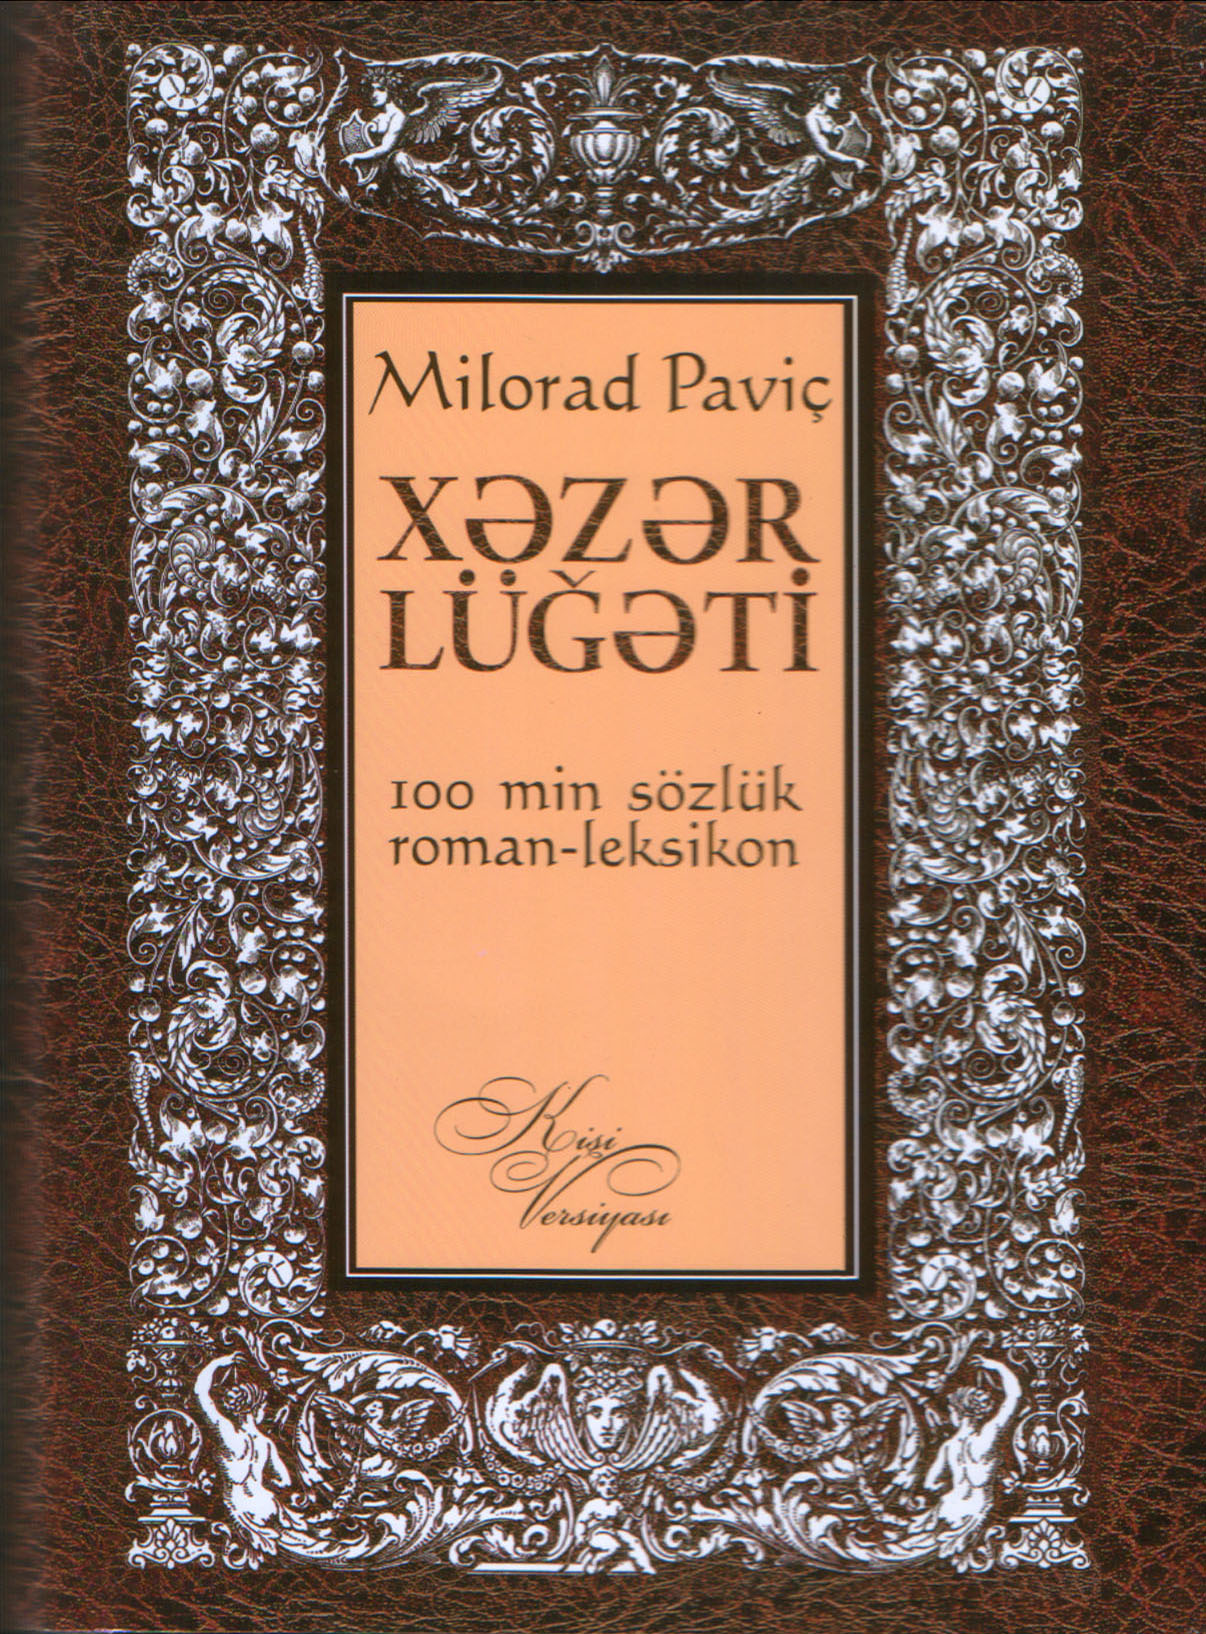 Milorad Paviç
XƏZƏR
LÜĞƏTİ
100 min sözlük
roman-leksikon
Kişi
Versiyası